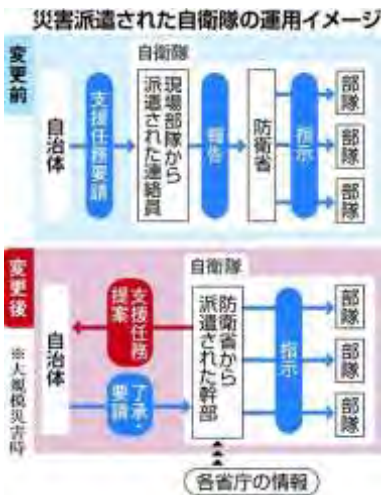 災害派遣された自衛隊の運用イメージ
変更前
自治体
支援任務要請
自衛隊
現場部隊から
派遣された連絡員
報告
防衛省
指示
部隊
部隊
部隊
変更後
※大規模災害時
自治体
支援任務
提案
了承・
要請
自衛隊
防衛省から
派遣された幹部
指示
部隊
部隊
部隊
各省庁の情報